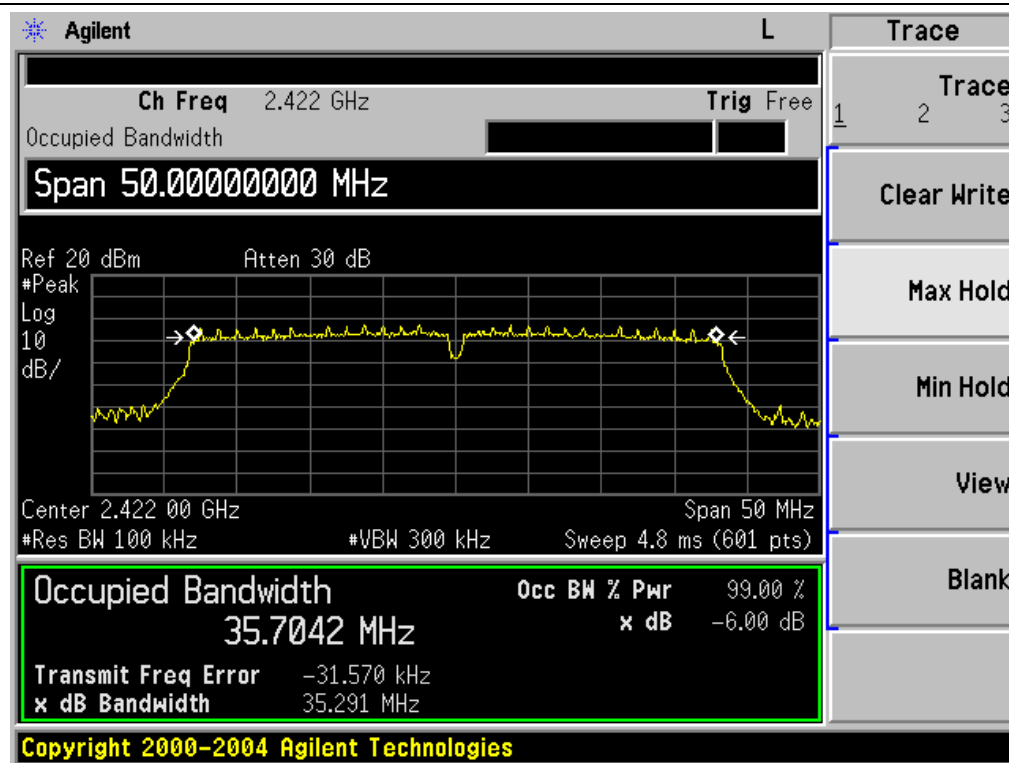 Agilent L Trace
Ch Freq 2.422 GHz Trig Free
Occupied Bandwidth
Span 50.00000000 MHz
Ref 20 dBm Atten 30 dB
#Peak
Log
10
dB/
Center 2.422 00 GHz Span 50 MHz
#Res BW 100 kHz #VBW 300 kHz Sweep 4.8 ms (601 pts)
Occupied Bandwidth Occ BW % Pwr 99.00 %
35.7042 MHz x dB -6.00 dB
Transmit Freq Error -31.570 kHz
x dB Bandwidth 35.291 MHz
Copyright 2000-2004 Agilent Technologies
Trace
1 2 3
Clear Write
Max Hold
Min Hold
View
Blank